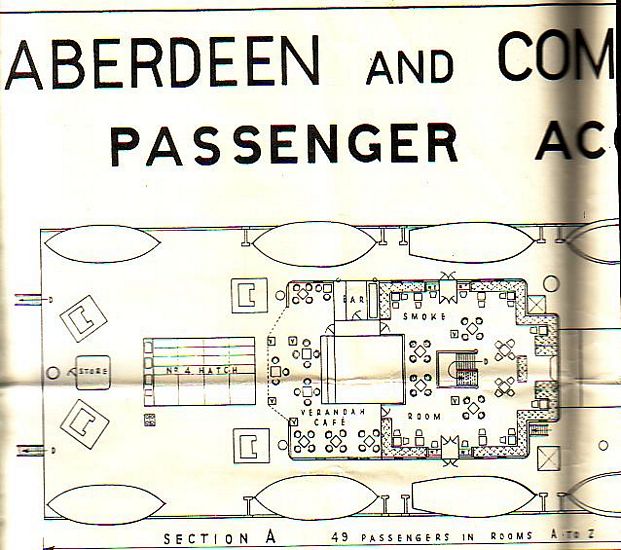 ABERDEEN AND COM
PASSENGER AC
BAR
SMOKE
D
STORE
Nº 4 HATCH
D
VERANDAH
CAFÉ
ROOM
D
SECTION A 49 PASSENGERS IN ROOMS A TO Z